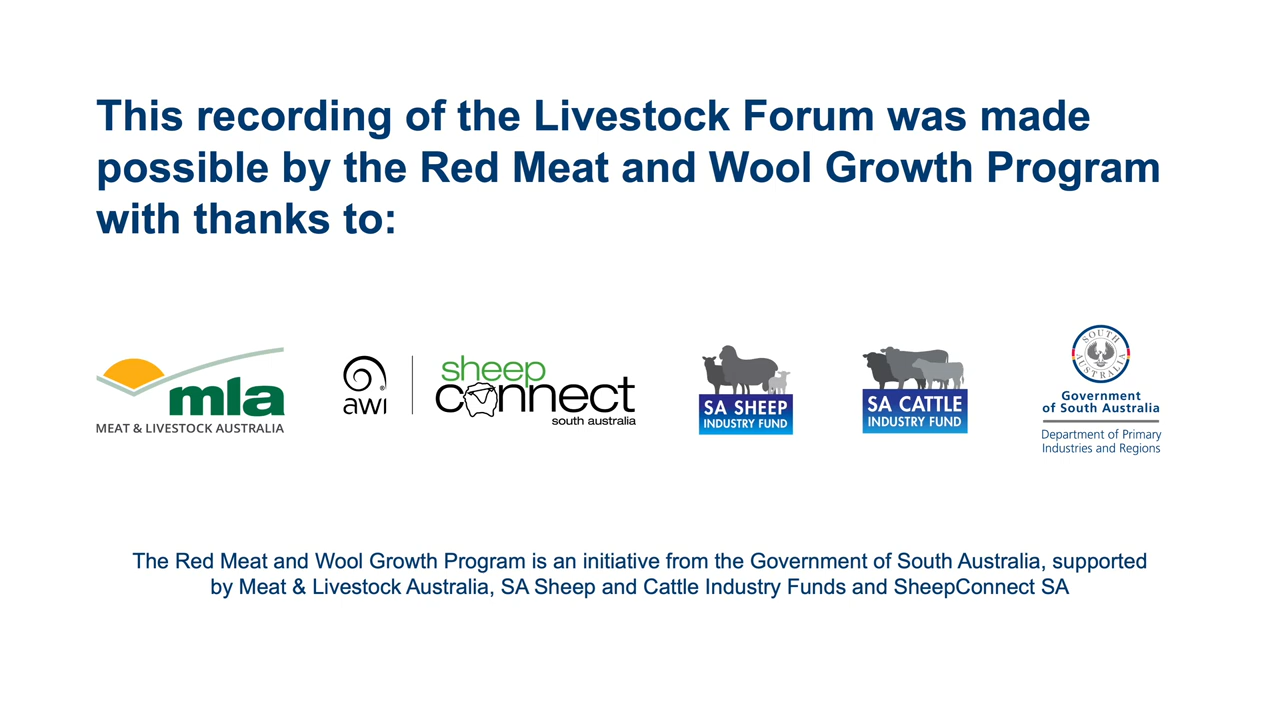 This recording of the Livestock Forum was made
possible by the Red Meat and Wool Growth Program
with thanks to:
mla
MEAT & LIVESTOCK AUSTRALIA
awi
sheep
connect
south australia
SA SHEEP
INDUSTRY FUND
SA CATTLE
INDUSTRY FUND
SOUTH AUSTRALIA
Government
of South Australia
Department of Primary
Industries and Regions
The Red Meat and Wool Growth Program is an initiative from the Government of South Australia, supported
by Meat & Livestock Australia, SA Sheep and Cattle Industry Funds and SheepConnect SA